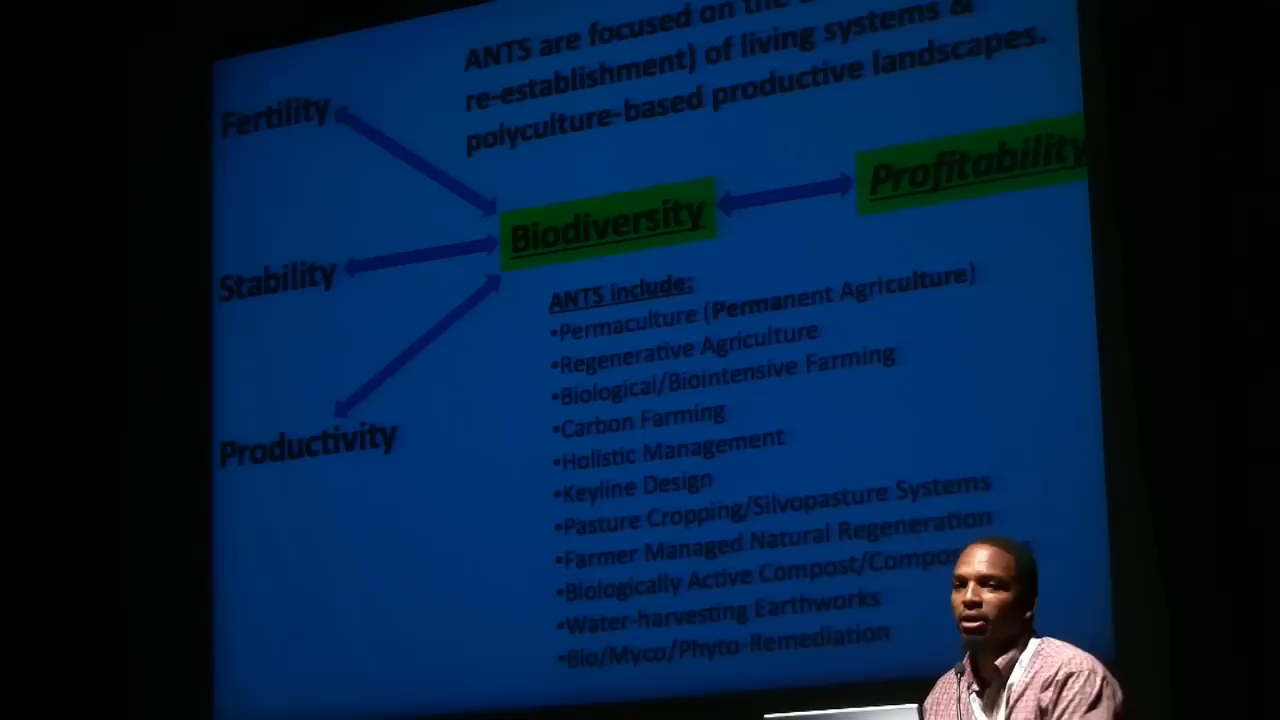 ANTS are focused on the
re-establishment) of living systems &
polyculture-based productive landscapes.
Fertility
Stability
Productivity
Biodiversity
Profitability
ANTS include:
•Permaculture (Permanent Agriculture)
•Regenerative Agriculture
•Biological/Biointensive Farming
•Carbon Farming
•Holistic Management
•Keyline Design
•Pasture Cropping/Silvopasture Systems
•Farmer Managed Natural Regeneration
•Biologically Active Compost/
•Water-harvesting Earthworks
•Bio/Myco/Phyto-Remediation